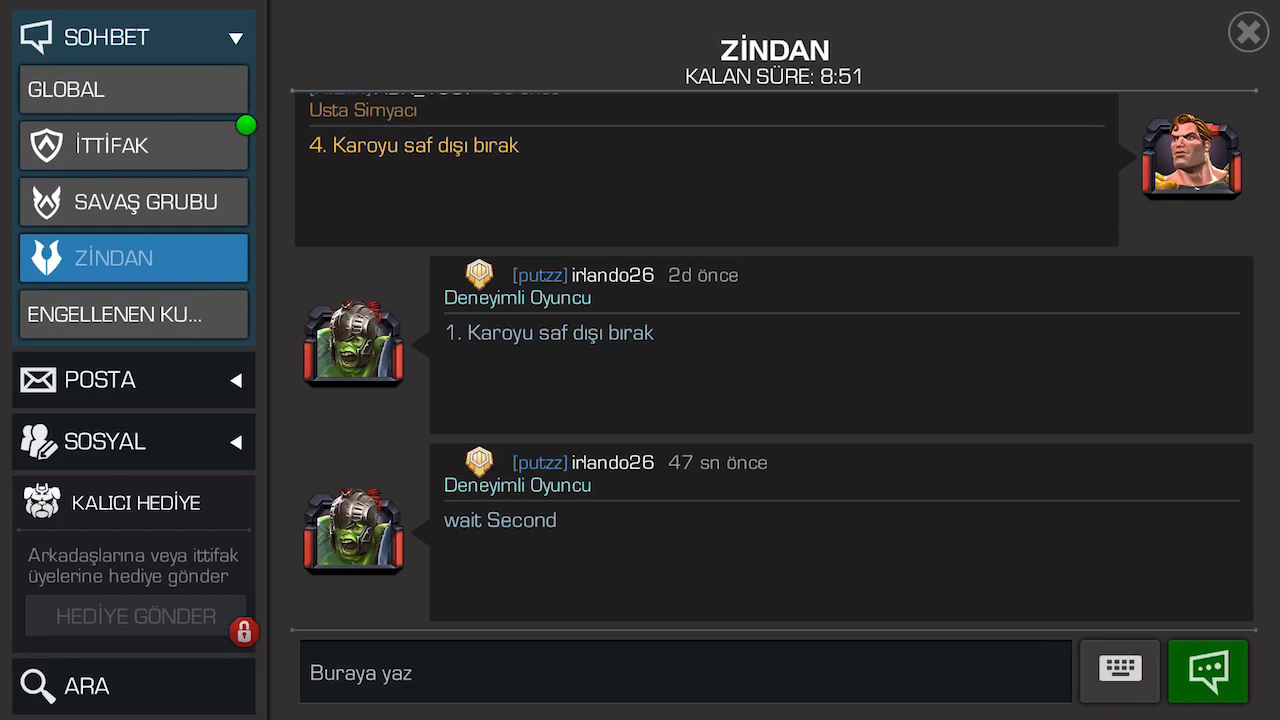 SOHBET
GLOBAL
İTTİFAK
SAVAŞ GRUBU
ZİNDAN
ENGELLENEN KU...
POSTA
SOSYAL
KALICI HEDİYE
Arkadaşlarına veya ittifak
üyelerine hediye gönder
HEDİYE GÖNDER
ARA
ZİNDAN
KALAN SÜRE: 8:51
Usta Simyacı
4. Karoyu saf dışı bırak
[putzz] irlando26 2d önce
Deneyimli Oyuncu
1. Karoyu saf dışı bırak
[putzz] irlando26 47 sn önce
Deneyimli Oyuncu
wait Second
Buraya yaz